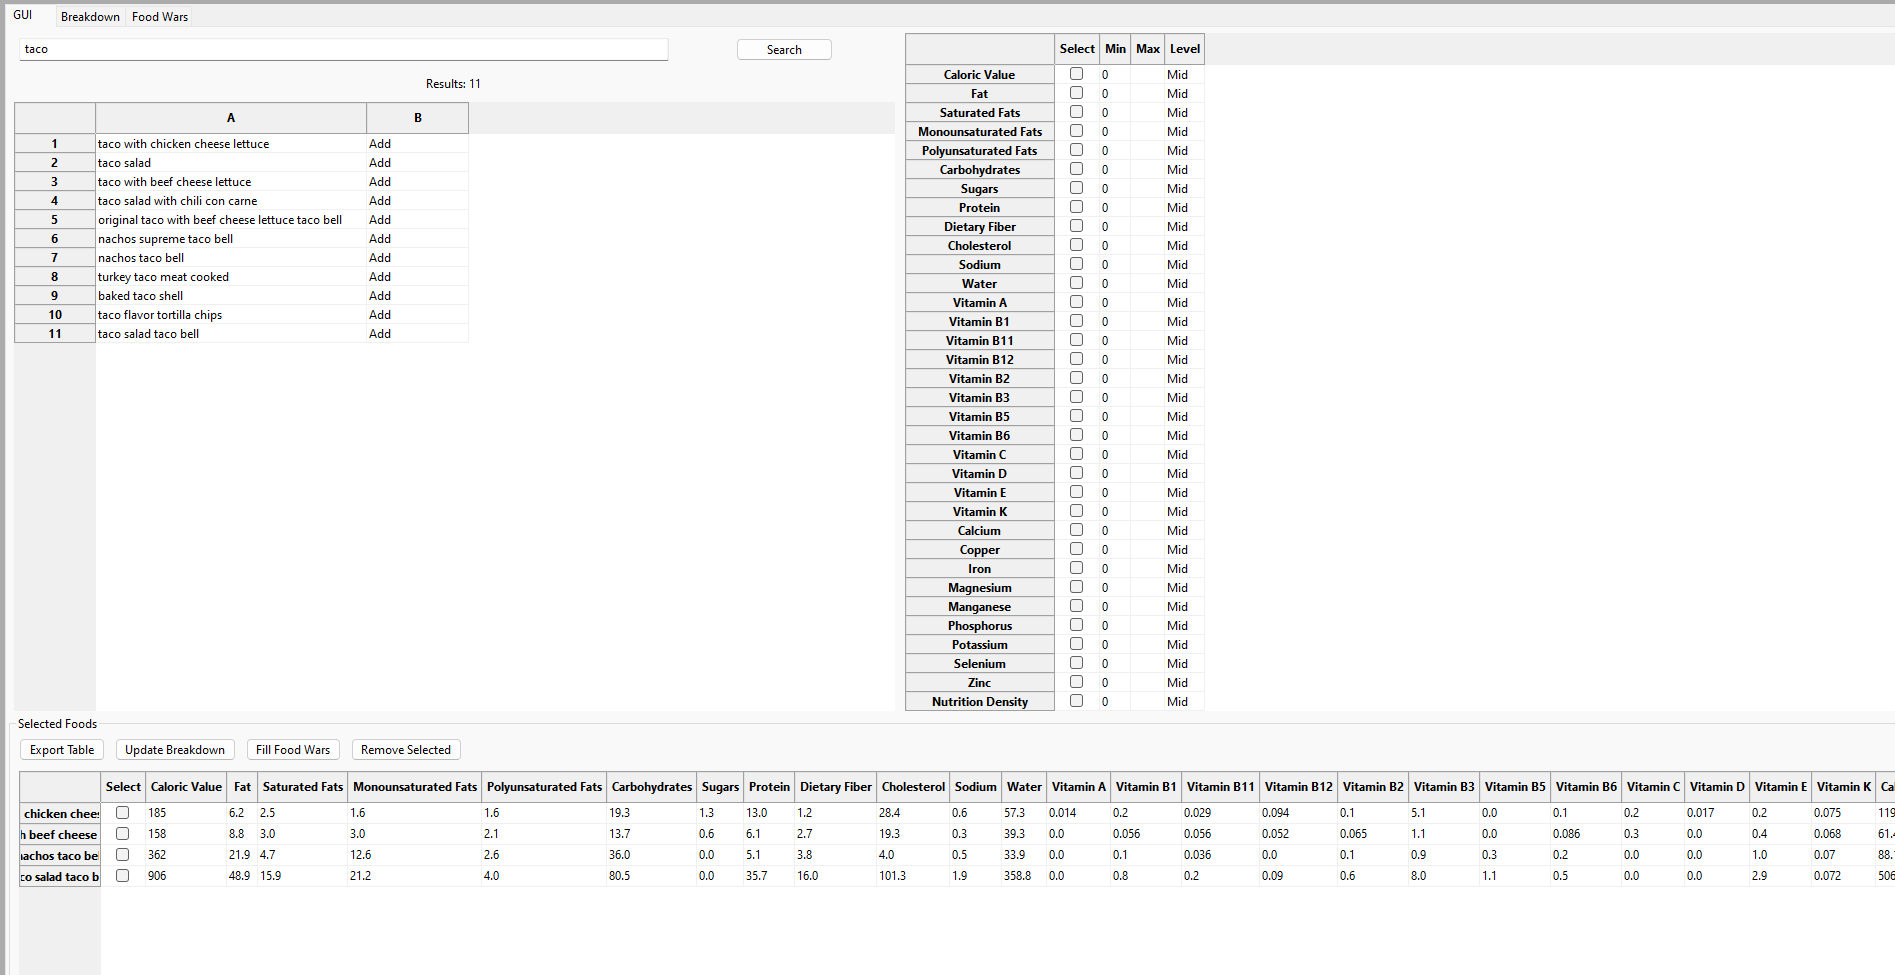 GUI Breakdown Food Wars
taco Search
Results: 11
A B
1 taco with chicken cheese lettuce Add
2 taco salad Add
3 taco with beef cheese lettuce Add
4 taco salad with chili con carne Add
5 original taco with beef cheese lettuce taco bell Add
6 nachos supreme taco bell Add
7 nachos taco bell Add
8 turkey taco meat cooked Add
9 baked taco shell Add
10 taco flavor tortilla chips Add
11 taco salad taco bell Add
Select Min Max Level
Caloric Value 0 Mid
Fat 0 Mid
Saturated Fats 0 Mid
Monounsaturated Fats 0 Mid
Polyunsaturated Fats 0 Mid
Carbohydrates 0 Mid
Sugars 0 Mid
Protein 0 Mid
Dietary Fiber 0 Mid
Cholesterol 0 Mid
Sodium 0 Mid
Water 0 Mid
Vitamin A 0 Mid
Vitamin B1 0 Mid
Vitamin B11 0 Mid
Vitamin B12 0 Mid
Vitamin B2 0 Mid
Vitamin B3 0 Mid
Vitamin B5 0 Mid
Vitamin B6 0 Mid
Vitamin C 0 Mid
Vitamin D 0 Mid
Vitamin E 0 Mid
Vitamin K 0 Mid
Calcium 0 Mid
Copper 0 Mid
Iron 0 Mid
Magnesium 0 Mid
Manganese 0 Mid
Phosphorus 0 Mid
Potassium 0 Mid
Selenium 0 Mid
Zinc 0 Mid
Nutrition Density 0 Mid
Selected Foods
Export Table Update Breakdown Fill Food Wars Remove Selected
Select Caloric Value Fat Saturated Fats Monounsaturated Fats Polyunsaturated Fats Carbohydrates Sugars Protein Dietary Fiber Cholesterol Sodium Water Vitamin A Vitamin B1 Vitamin B11 Vitamin B12 Vitamin B2 Vitamin B3 Vitamin B5 Vitamin B6 Vitamin C Vitamin D Vitamin E Vitamin K Cal
chicken chee 185 6.2 2.5 1.6 1.6 19.3 1.3 13.0 1.2 28.4 0.6 57.3 0.014 0.2 0.029 0.094 0.1 5.1 0.0 0.1 0.2 0.017 0.2 0.075 119
h beef cheese 158 8.8 3.0 3.0 2.1 13.7 0.6 6.1 2.7 19.3 0.3 39.3 0.0 0.056 0.056 0.052 0.065 1.1 0.0 0.086 0.3 0.0 0.4 0.068 61.4
nachos taco be 362 21.9 4.7 12.6 2.6 36.0 0.0 5.1 3.8 4.0 0.5 33.9 0.0 0.1 0.036 0.0 0.1 0.9 0.3 0.2 0.0 0.0 1.0 0.07 88.
co salad taco b 906 48.9 15.9 21.2 4.0 80.5 0.0 35.7 16.0 101.3 1.9 358.8 0.0 0.8 0.2 0.09 0.6 8.0 1.1 0.5 0.0 0.0 2.9 0.072 506